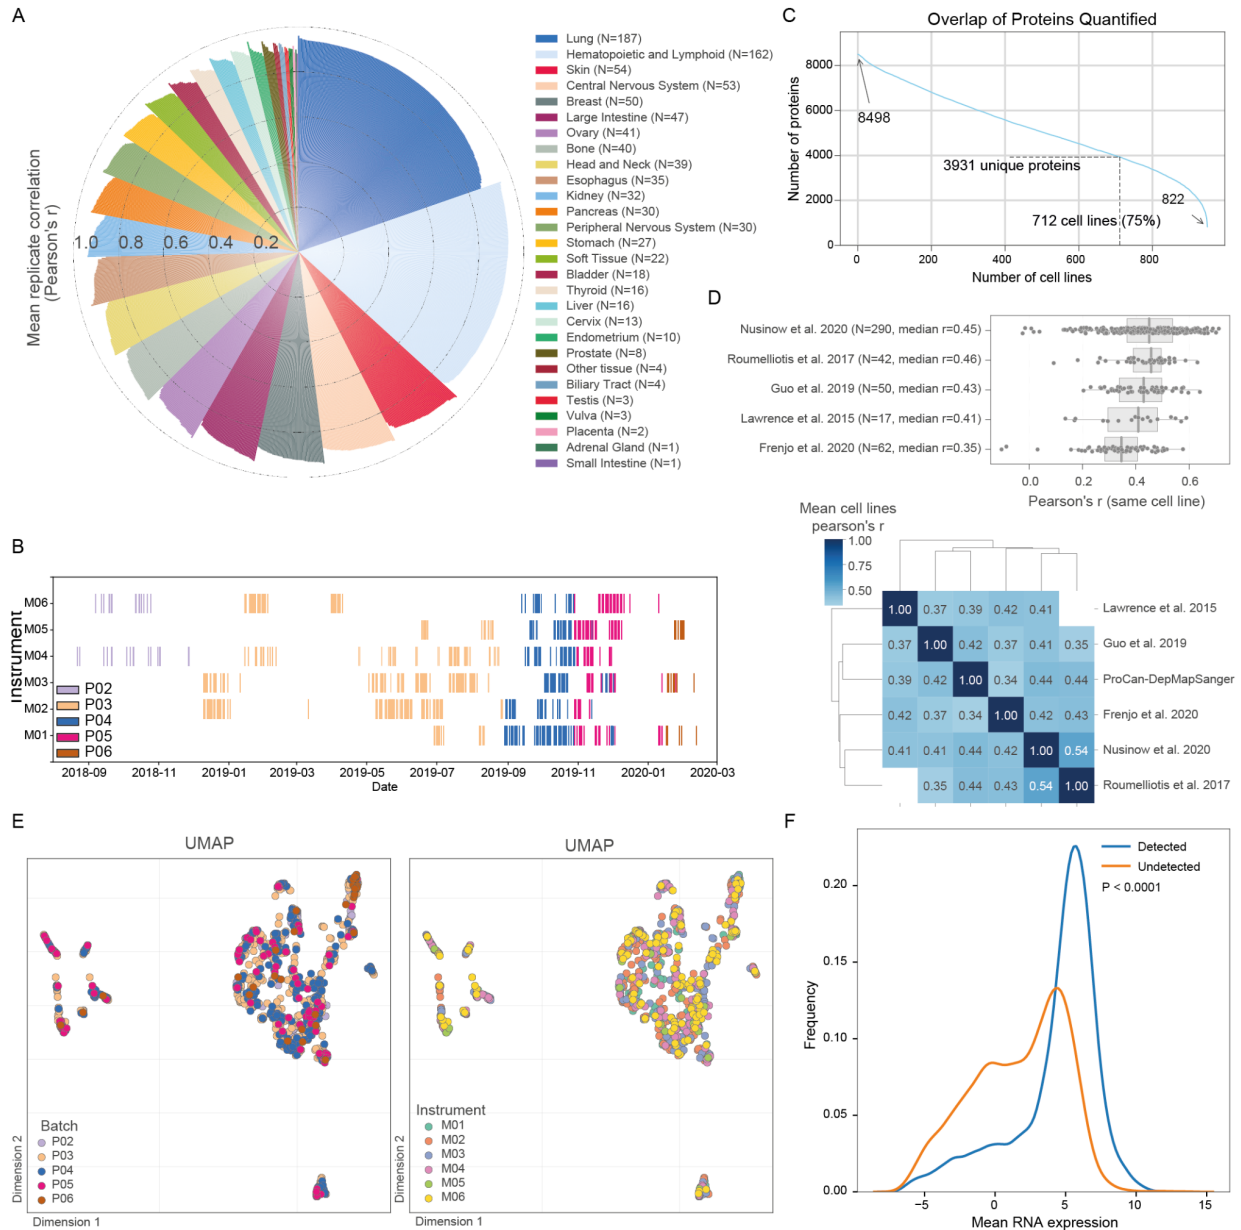 A
Mean replicate correlation
(Pearson's r)
1.0 0.8 0.6 0.4 0.2
Lung (N=187)
Hematopoietic and Lymphoid (N=162)
Skin (N=54)
Central Nervous System (N=53)
Breast (N=50)
Large Intestine (N=47)
Ovary (N=41)
Bone (N=40)
Head and Neck (N=39)
Esophagus (N=35)
Kidney (N=32)
Pancreas (N=30)
Peripheral Nervous System (N=30)
Stomach (N=27)
Soft Tissue (N=22)
Bladder (N=18)
Thyroid (N=16)
Liver (N=16)
Cervix (N=13)
Endometrium (N=10)
Prostate (N=8)
Other tissue (N=4)
Biliary Tract (N=4)
Testis (N=3)
Vulva (N=3)
Placenta (N=2)
Adrenal Gland (N=1)
Small Intestine (N=1)
B
Instrument
M06
M05
M04
M03
M02
M01
P02
P03
P04
P05
P06
2018-09 2018-11 2019-01 2019-03 2019-05 2019-07 2019-09 2019-11 2020-01 2020-03
Date
C
Overlap of Proteins Quantified
Number of proteins
8000
6000
4000
2000
0
8498
3931 unique proteins
822
712 cell lines (75%)
0 200 400 600 800
Number of cell lines
D
Nusinow et al. 2020 (N=290, median r=0.45)
Roumelliotis et al. 2017 (N=42, median r=0.46)
Guo et al. 2019 (N=50, median r=0.43)
Lawrence et al. 2015 (N=17, median r=0.41)
Frenjo et al. 2020 (N=62, median r=0.35)
0.0 0.2 0.4 0.6
Pearson's r (same cell line)
Mean cell lines
pearson's r
1.00
0.75
0.50
1.00 0.37 0.39 0.42 0.41 Lawrence et al. 2015
0.37 1.00 0.42 0.37 0.41 0.35 Guo et al. 2019
0.39 0.42 1.00 0.34 0.44 0.44 ProCan-DepMapSanger
0.42 0.37 0.34 1.00 0.42 0.43 Frenjo et al. 2020
0.41 0.41 0.44 0.42 1.00 0.54 Nusinow et al. 2020
0.35 0.44 0.43 0.54 1.00 Roumelliotis et al. 2017
E
UMAP
Dimension 2
Batch
P02
P03
P04
P05
P06
Dimension 1
UMAP
Dimension 2
Instrument
M01
M02
M03
M04
M05
M06
Dimension 1
F
Frequency
0.20
0.15
0.10
0.05
0.00
Detected
Undetected
P < 0.0001
−5 0 5 10 15
Mean RNA expression